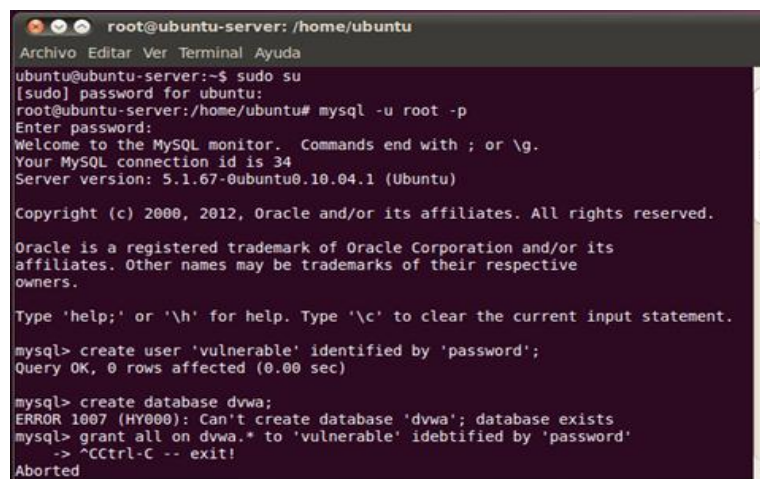 root@ubuntu-server: /home/ubuntu
Archivo Editar Ver Terminal Ayuda
ubuntu@ubuntu-server:~$ sudo su
[sudo] password for ubuntu:
root@ubuntu-server:/home/ubuntu# mysql -u root -p
Enter password:
Welcome to the MySQL monitor.  Commands end with ; or \g.
Your MySQL connection id is 34
Server version: 5.1.67-0ubuntu0.10.04.1 (Ubuntu)
Copyright (c) 2000, 2012, Oracle and/or its affiliates. All rights reserved.
Oracle is a registered trademark of Oracle Corporation and/or its
affiliates. Other names may be trademarks of their respective
owners.
Type 'help;' or '\h' for help. Type '\c' to clear the current input statement.
mysql> create user 'vulnerable' identified by 'password';
Query OK, 0 rows affected (0.00 sec)
mysql> create database dvwa;
ERROR 1007 (HY000): Can't create database 'dvwa'; database exists
mysql> grant all on dvwa.* to 'vulnerable' idebtified by 'password'
    -> ^CCtrl-C -- exit!
Aborted